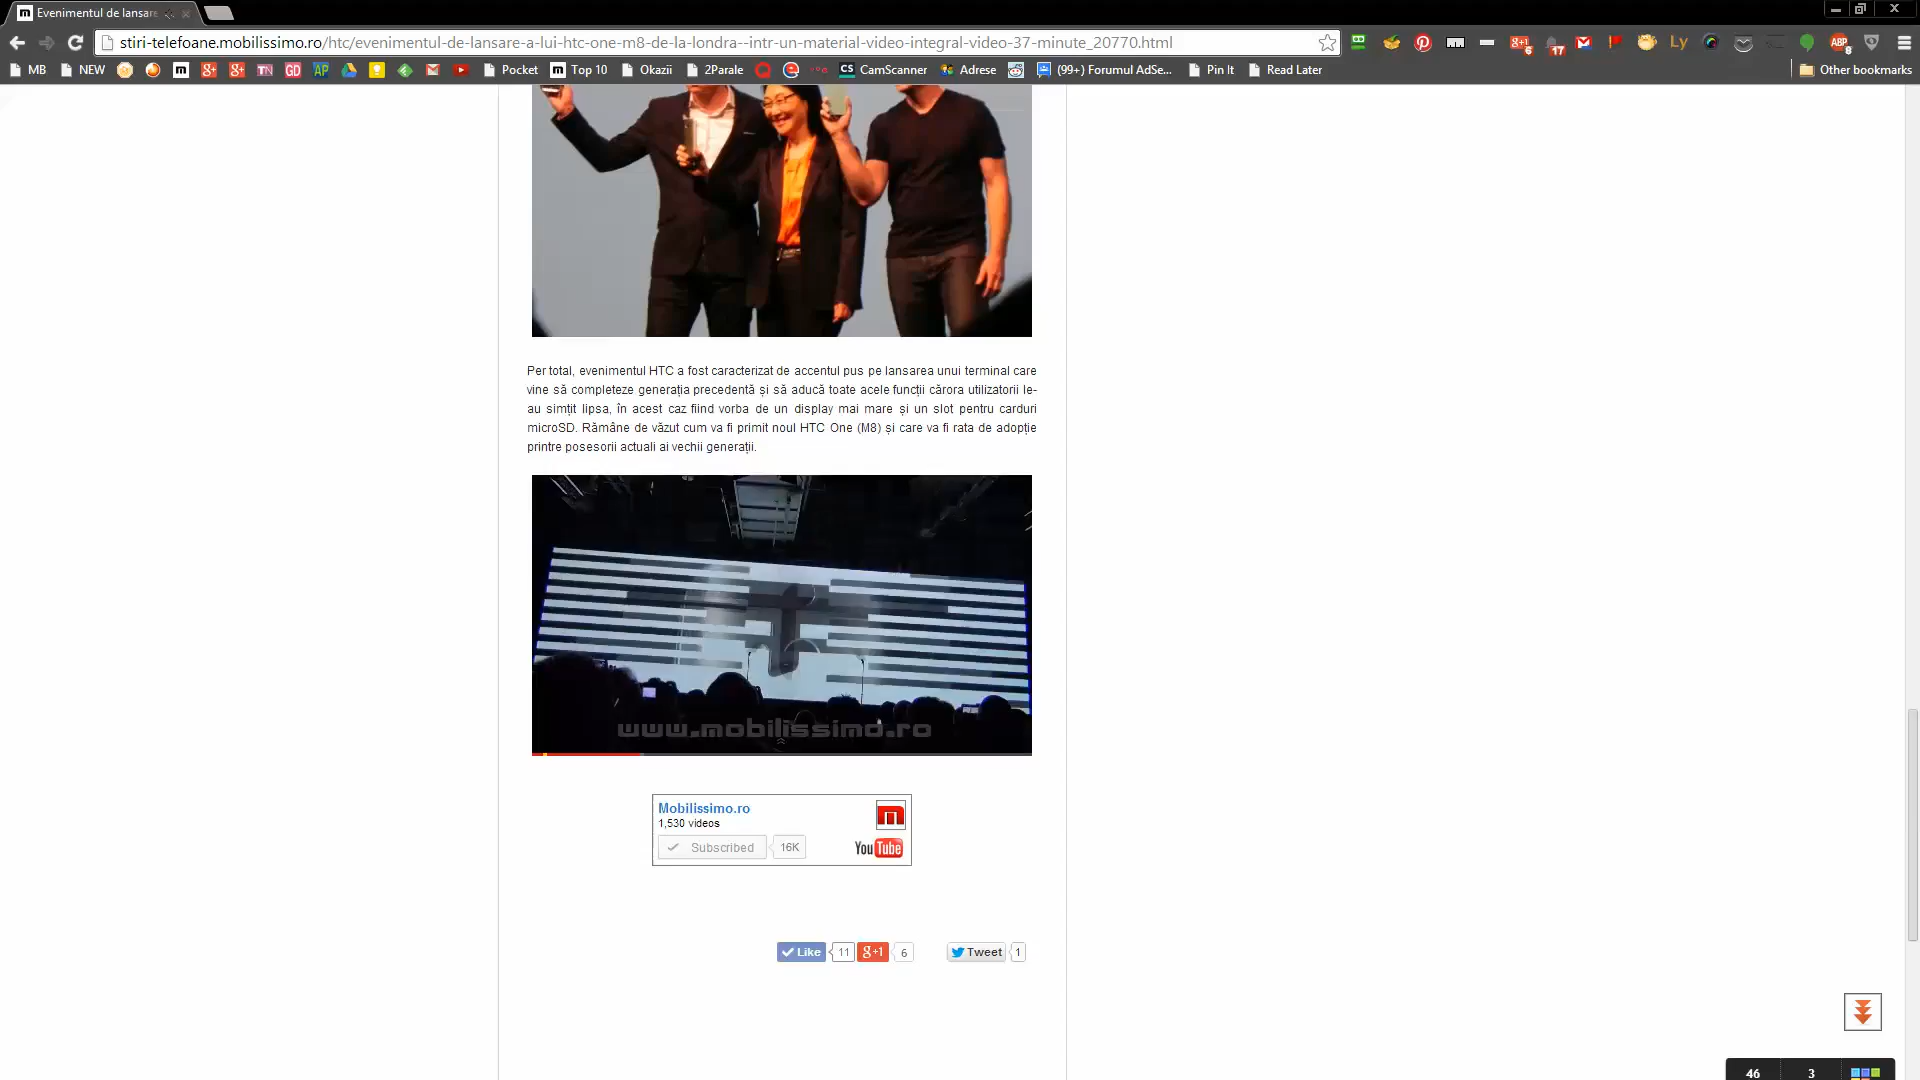 Evenimentul de lansare
stiri-telefoane.mobilissimo.ro/htc/evenimentul-de-lansare-a-lui-htc-one-m8-de-la-londra--intr-un-material-video-integral-video-37-minute_20770.html
MB NEW Pocket Top 10 Okazii 2Parale CS CamScanner Adrese (99+) Forumul AdSe... Pin It Read Later Other bookmarks
Per total, evenimentul HTC a fost caracterizat de accentul pus pe lansarea unui terminal care
vine să completeze generația precedentă și să aducă toate acele funcții cărora utilizatorii le-
au simțit lipsa, în acest caz fiind vorba de un display mai mare și un slot pentru carduri
microSD. Rămâne de văzut cum va fi primit noul HTC One (M8) și care va fi rata de adopție
printre posesorii actuali ai vechii generații.
www.mobilissimo.ro
Mobilissimo.ro
1,530 videos
Subscribed 16K YouTube
Like 11 g+1 6 Tweet 1
46 3